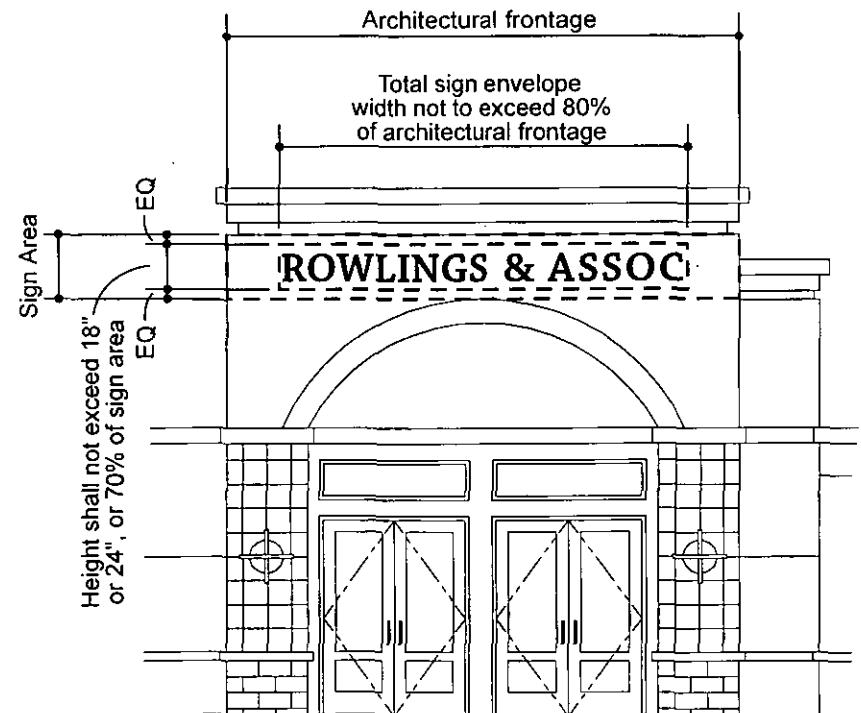 Architectural frontage
Total sign envelope
width not to exceed 80%
of architectural frontage
EQ
Sign Area
ROWLINGS & ASSOC
EQ
Height shall not exceed 18"
or 24", or 70% of sign area